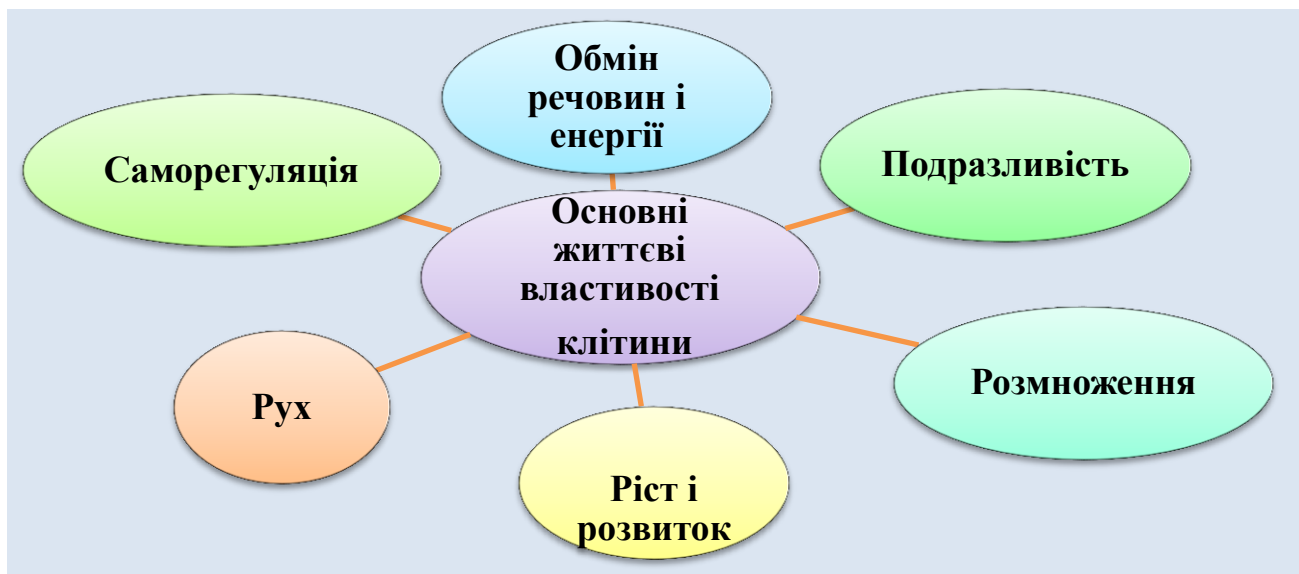 Обмін
речовин і
енергії
Саморегуляція
Подразливість
Основні
життєві
властивості
клітини
Рух
Розмноження
Ріст і
розвиток